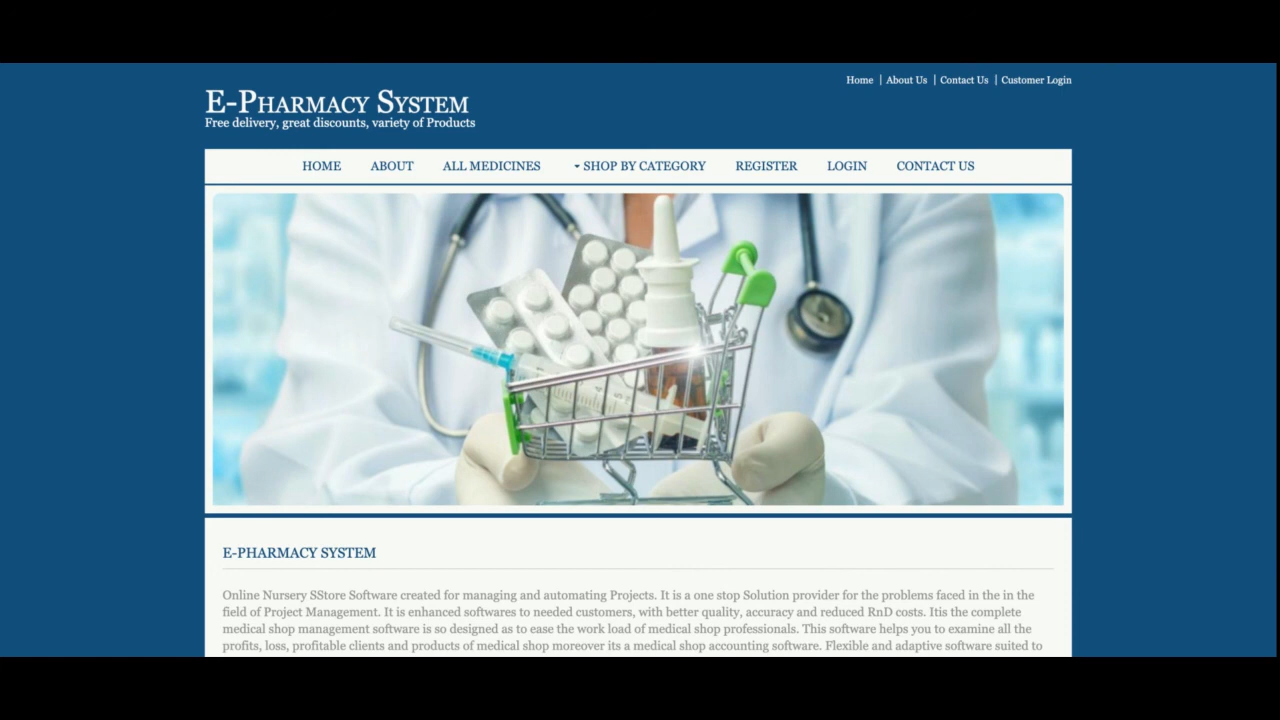 Home | About Us | Contact Us | Customer Login
E-Pharmacy System
Free delivery, great discounts, variety of Products
HOME ABOUT ALL MEDICINES SHOP BY CATEGORY REGISTER LOGIN CONTACT US
E-PHARMACY SYSTEM
Online Nursery SStore Software created for managing and automating Projects. It is a one stop Solution provider for the problems faced in the in the
field of Project Management. It is enhanced softwares to needed customers, with better quality, accuracy and reduced RnD costs. Itis the complete
medical shop management software is so designed as to ease the work load of medical shop professionals. This software helps you to examine all the
profits, loss, profitable clients and products of medical shop moreover its a medical shop accounting software. Flexible and adaptive software suited to